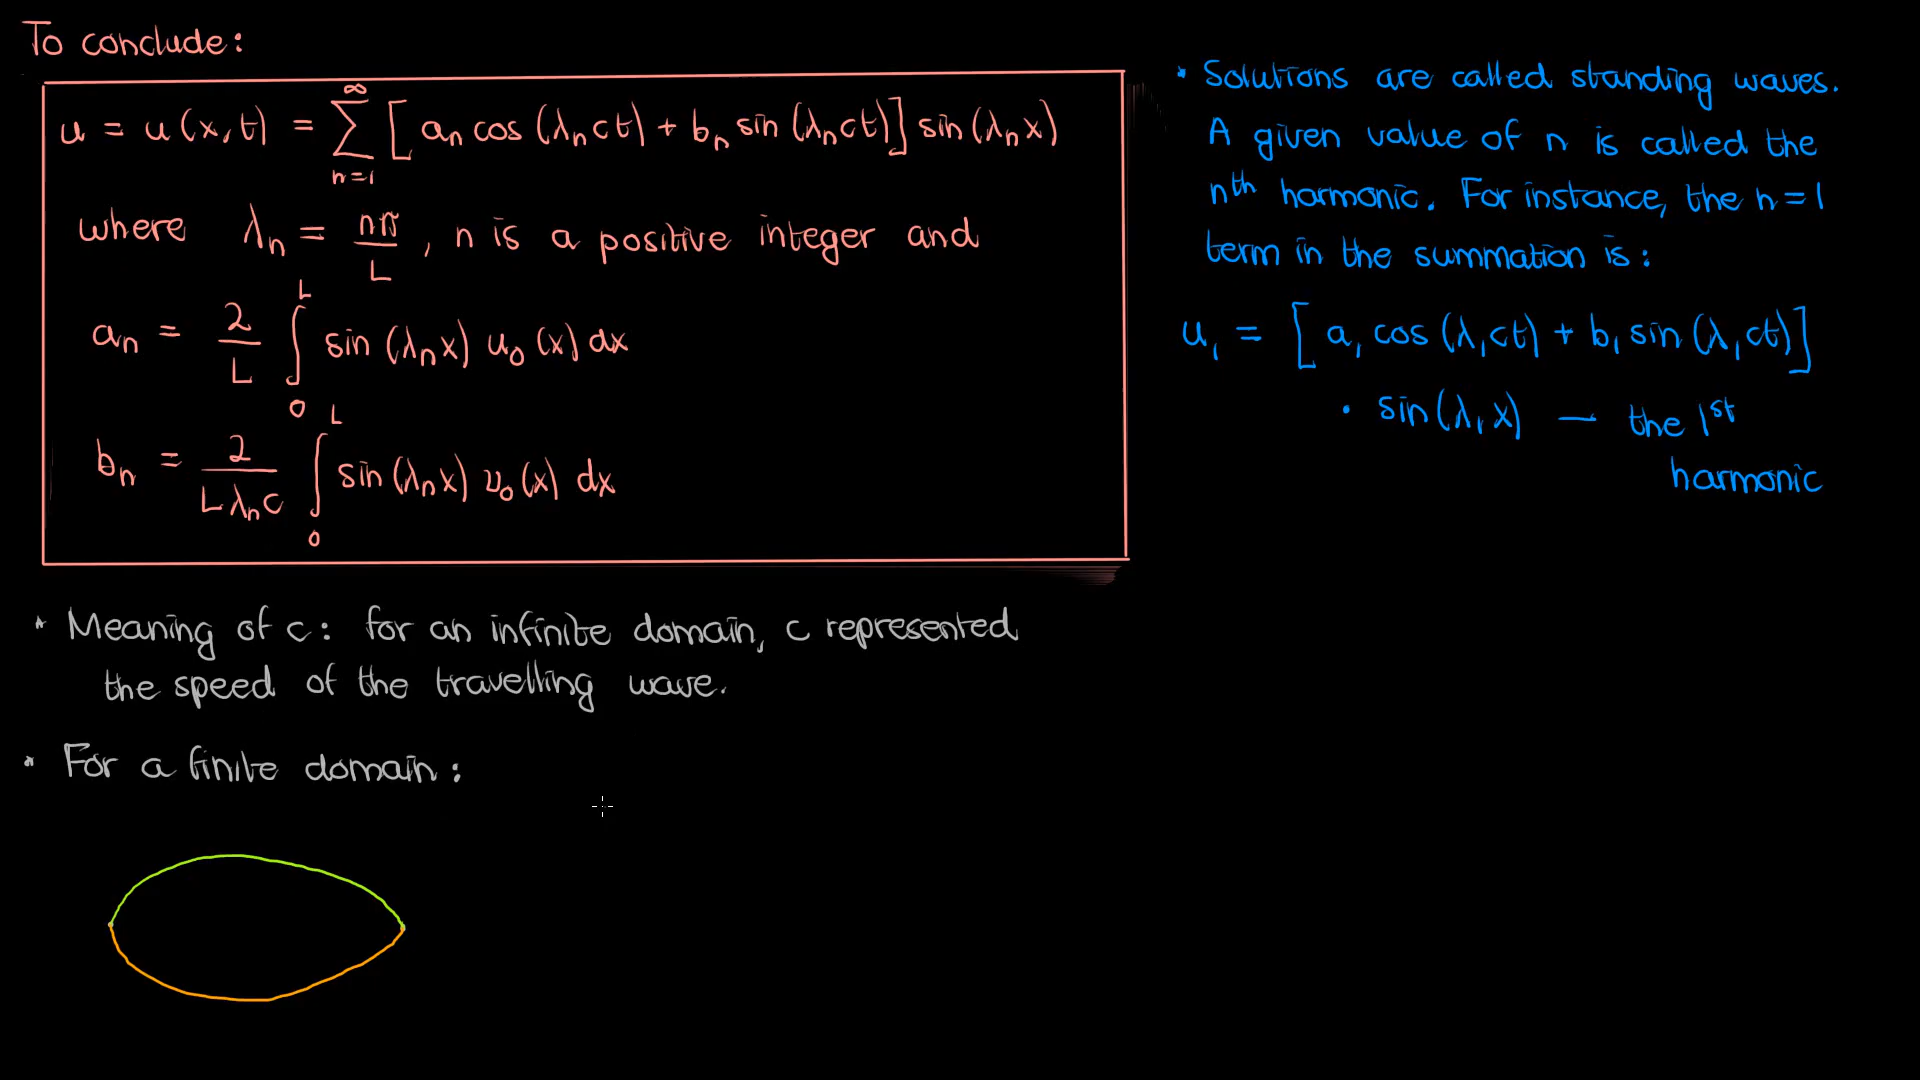 To conclude:
u = u(x,t) = ∑_{n=1}^{∞} [a_n cos(λ_n ct) + b_n sin(λ_n ct)] sin(λ_n x)
where λ_n = nπ/L, n is a positive integer and
a_n = 2/L ∫_0^L sin(λ_n x) u_0(x) dx
b_n = 2/(L λ_n c) ∫_0^L sin(λ_n x) v_0(x) dx
* Meaning of c: for an infinite domain, c represented
the speed of the travelling wave.
* For a finite domain:
* Solutions are called standing waves.
A given value of n is called the
n^th harmonic. For instance, the n=1
term in the summation is:
u_1 = [a_1 cos(λ_1 ct) + b_1 sin(λ_1 ct)]
· sin(λ_1 x) — the 1^st
harmonic